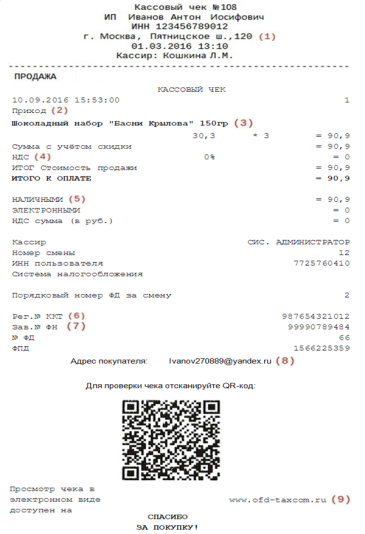 Кассовый чек №108
ИП Иванов Антон Иосифович
ИНН 123456789012
г. Москва, Пятницкое ш.,120 (1)
01.03.2016 13:10
Кассир: Кошкина Л.М.
ПРОДАЖА
КАССОВЫЙ ЧЕК
10.09.2016 15:53:00 1
Приход (2)
Шоколадный набор "Басни Крылова" 150гр (3)
30,3 * 3 = 90,9
Сумма с учётом скидки = 90,9
НДС (4) 0% = 0
ИТОГ Стоимость продажи = 90,9
ИТОГО К ОПЛАТЕ = 90,9
НАЛИЧНЫМИ (5) = 90,9
ЭЛЕКТРОННЫМИ = 0
НДС сумма (в руб.) = 0
Кассир СИС. АДМИНИСТРАТОР
Номер смены 12
ИНН пользователя 7725760410
Система налогообложения
Порядковый номер ФД за смену 2
Рег.№ ККТ (6) 987654321012
Зав.№ ФН (7) 99990789484
№ ФД 66
ФПД 1566225359
Адрес покупателя: Ivanov270889@yandex.ru (8)
Для проверки чека отсканируйте QR-код:
Просмотр чека в
электронном виде www.ofd-taxcom.ru (9)
доступен на
СПАСИБО
ЗА ПОКУПКУ!